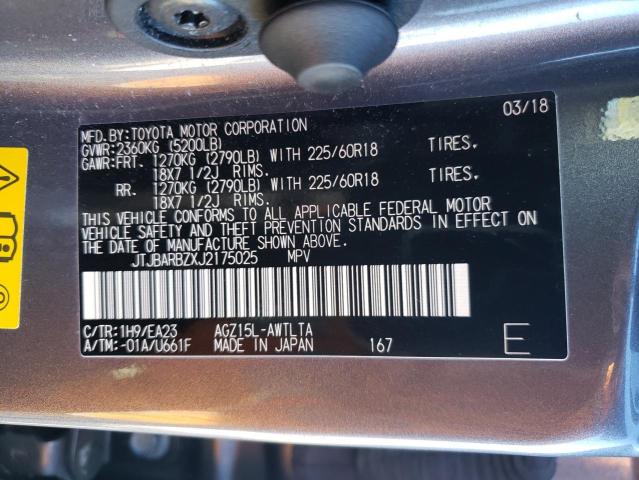 03/18
MFD. BY: TOYOTA MOTOR CORPORATION
GVWR: 2360KG (5200LB)
GAWR: FRT. 1270KG (2790LB) WITH 225/60R18 TIRES.
18X7 1/2J RIMS.
RR. 1270KG (2790LB) WITH 225/60R18 TIRES.
18X7 1/2J RIMS.
THIS VEHICLE CONFORMS TO ALL APPLICABLE FEDERAL MOTOR
VEHICLE SAFETY AND THEFT PREVENTION STANDARDS IN EFFECT ON
THE DATE OF MANUFACTURE SHOWN ABOVE.
JTJBARBZXJ2175025 MPV
C/TR: 1H9/EA23 AGZ15L-AWTLTA
A/TM: -01A/U661F MADE IN JAPAN 167 E